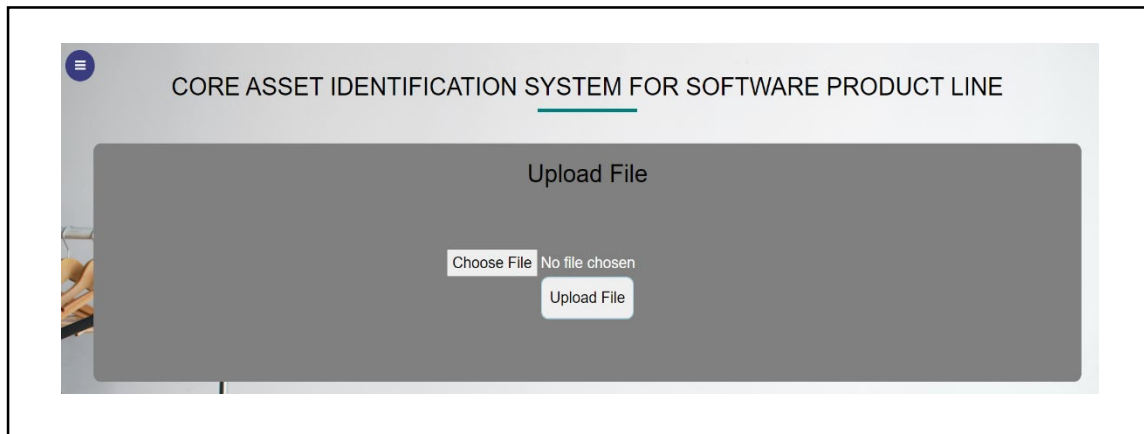 CORE ASSET IDENTIFICATION SYSTEM FOR SOFTWARE PRODUCT LINE
Upload File
Choose File No file chosen
Upload File